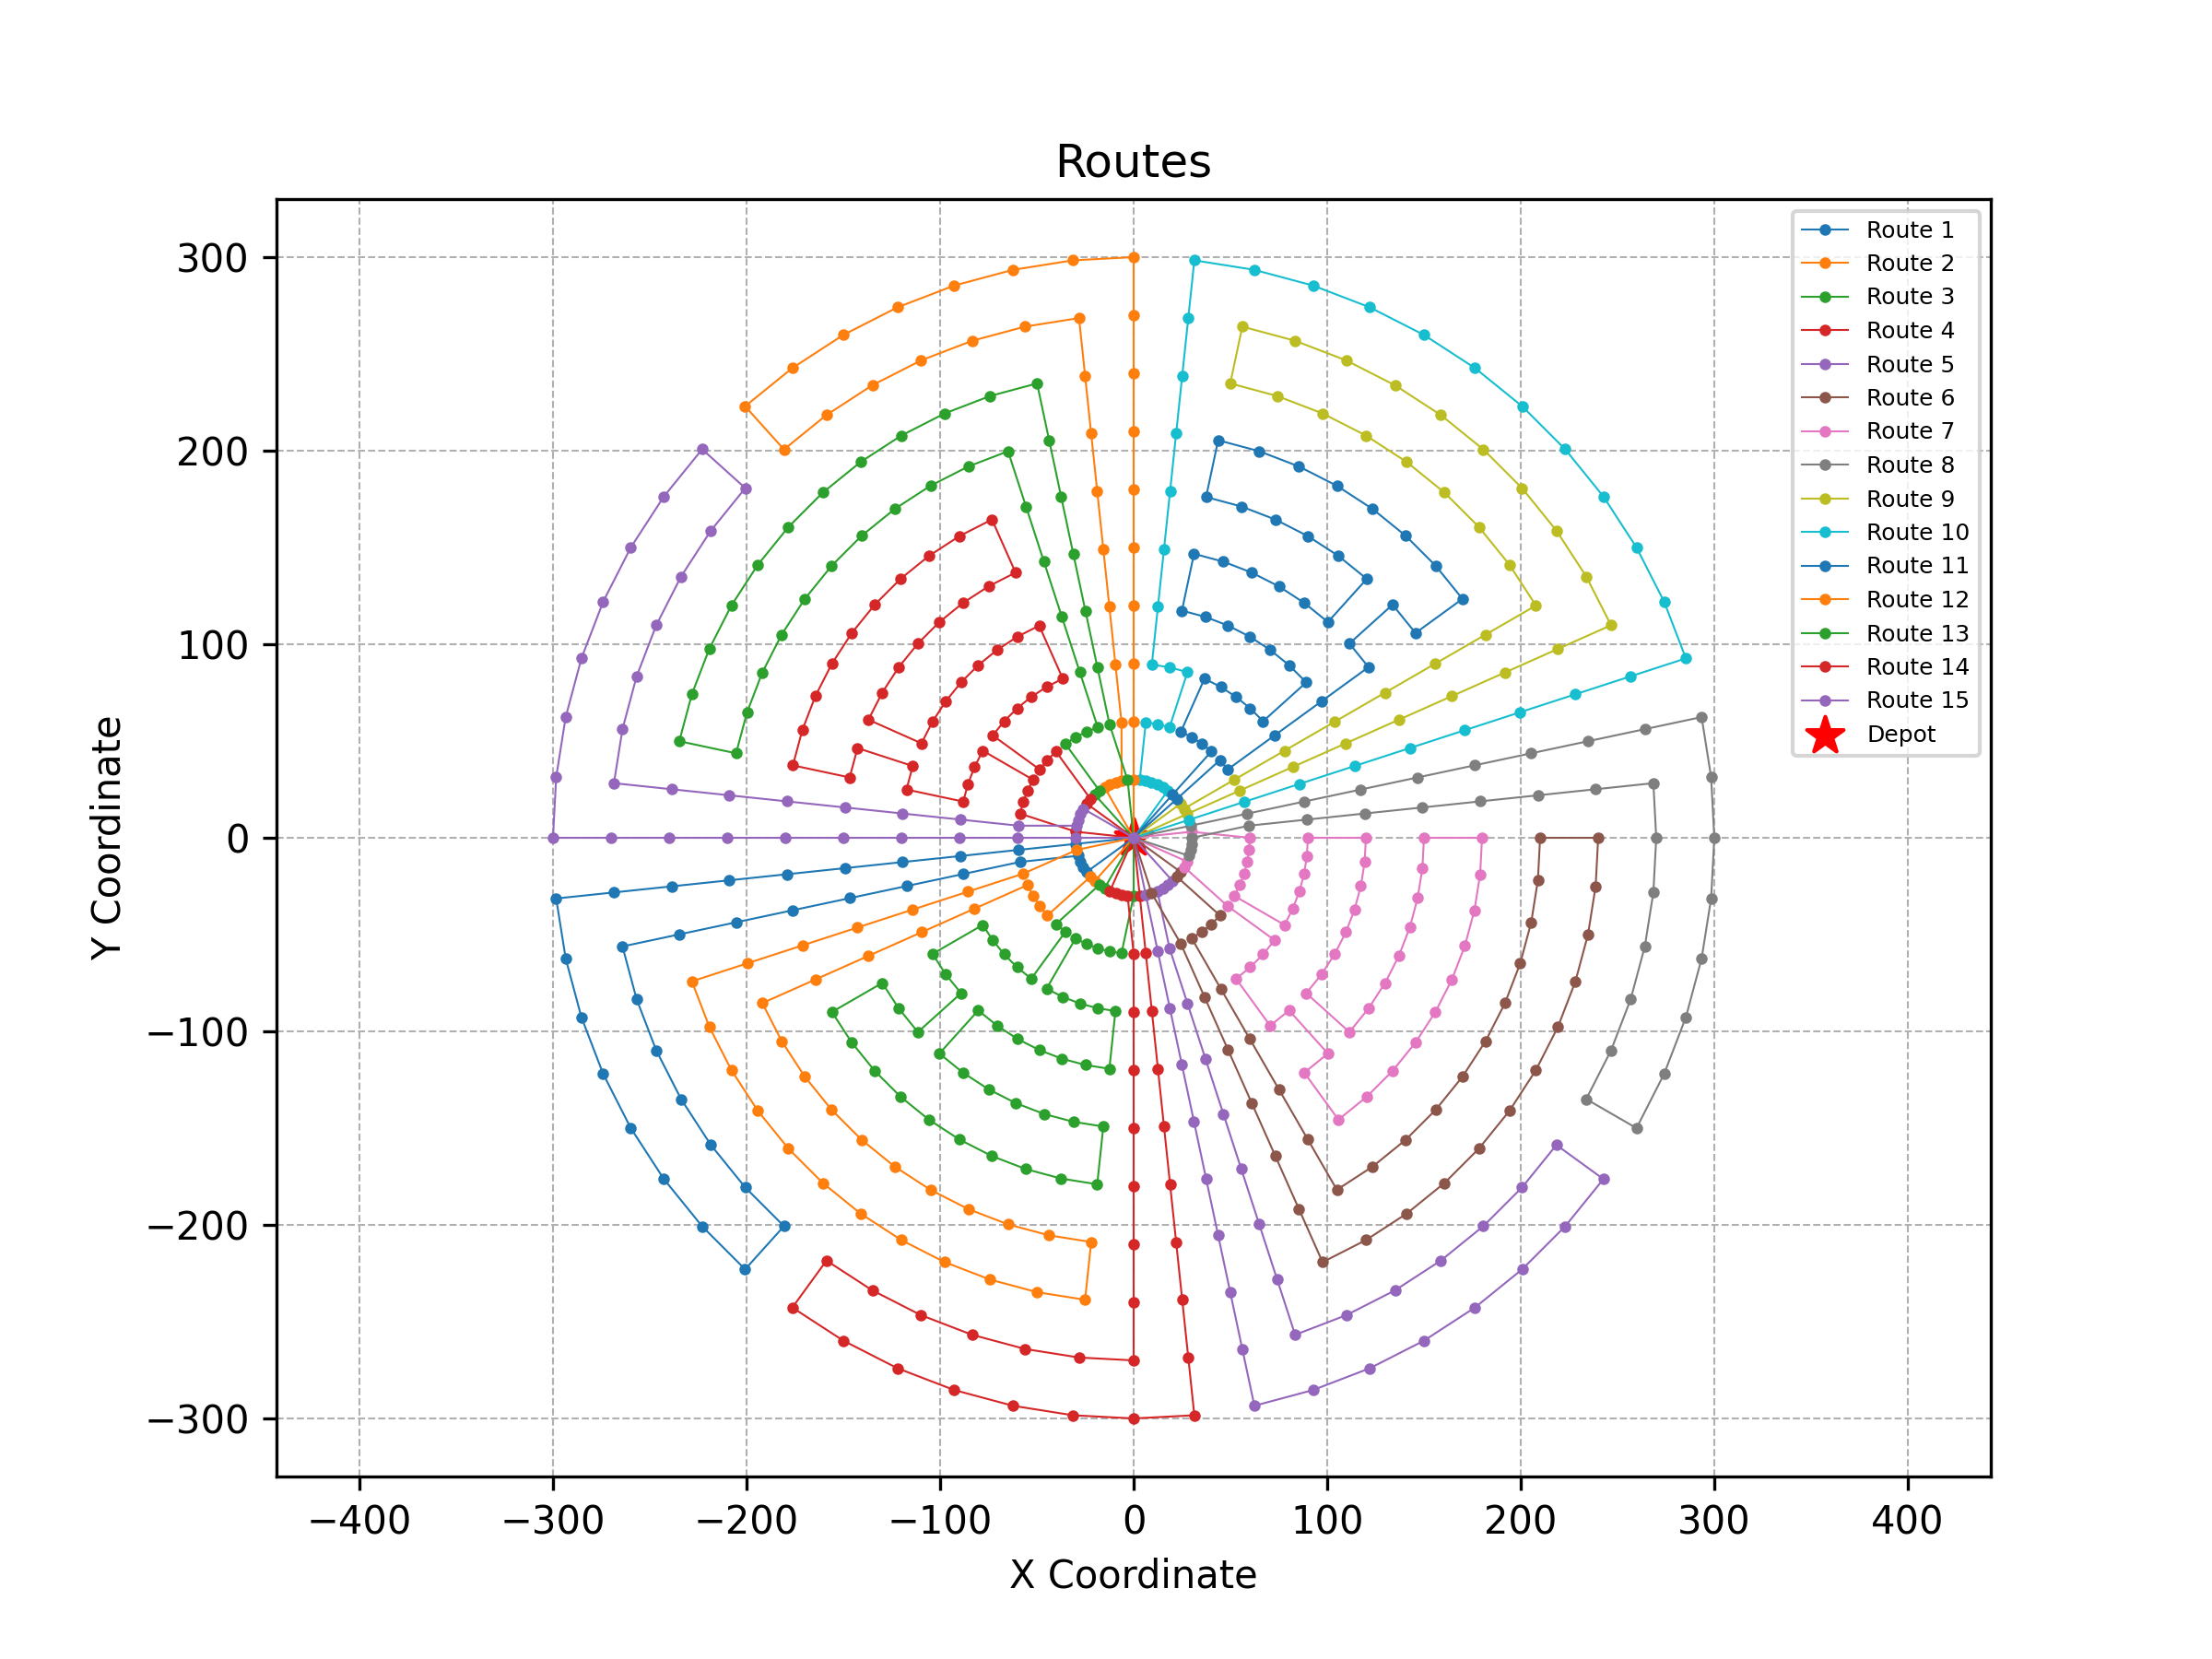 Routes
Route 1
Route 2
Route 3
Route 4
Route 5
Route 6
Route 7
Route 8
Route 9
Route 10
Route 11
Route 12
Route 13
Route 14
Route 15
Depot
300
200
100
0
−100
−200
−300
Y Coordinate
−400 −300 −200 −100 0 100 200 300 400
X Coordinate